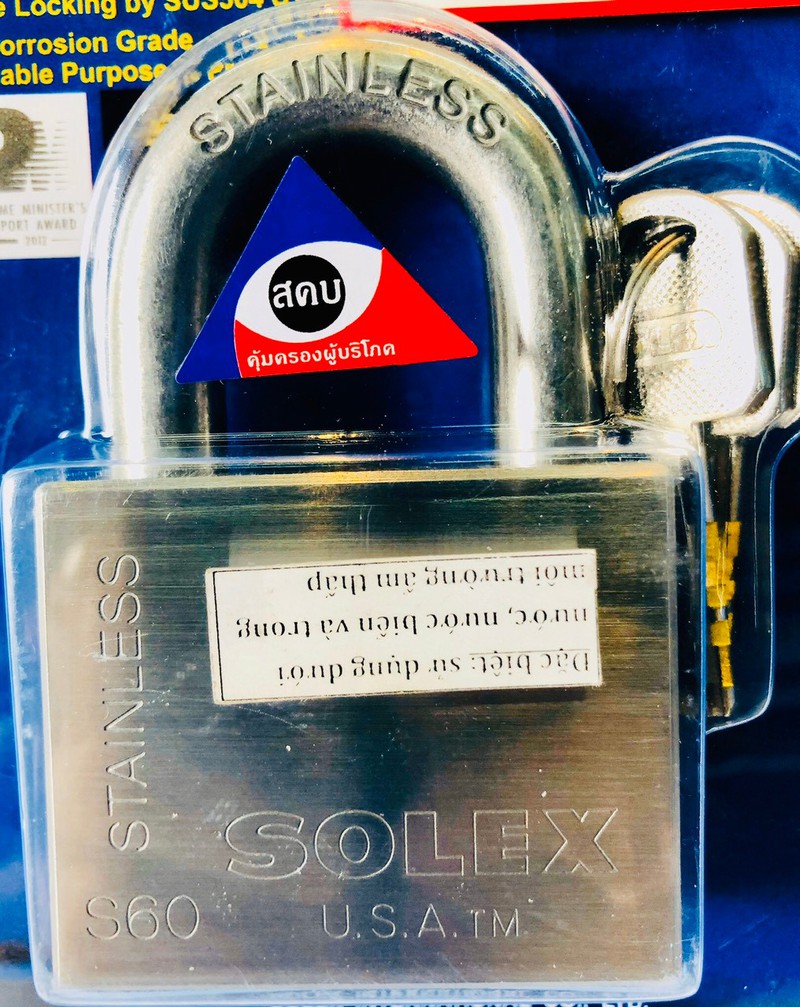 Locking by SUS304
orrosion Grade
able Purpose
ME MINISTER'S
PORT AWARD
2012
STAINLESS
สคบ
คุ้มครองผู้บริโภค
STAINLESS
Đặc biệt: sử dụng dưới
nước, nước biển và trong
môi trường ẩm thấp
SOLEX
S60
U.S.A.TM